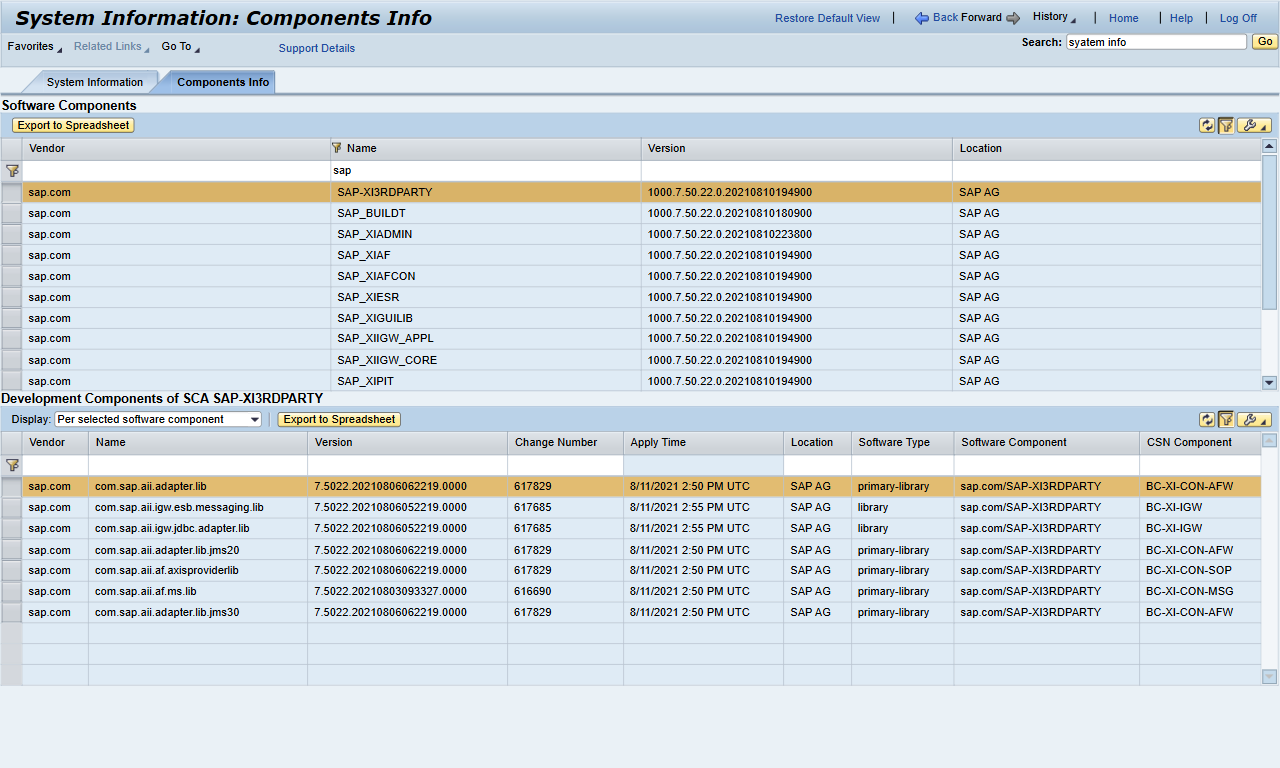 System Information: Components Info
Restore Default View | Back Forward History | Home | Help | Log Off
Favorites Related Links Go To Support Details
Search: syatem info Go
System Information Components Info
Software Components
Export to Spreadsheet
Vendor Name Version Location
sap
sap.com SAP-XI3RDPARTY 1000.7.50.22.0.20210810194900 SAP AG
sap.com SAP_BUILDT 1000.7.50.22.0.20210810180900 SAP AG
sap.com SAP_XIADMIN 1000.7.50.22.0.20210810223800 SAP AG
sap.com SAP_XIAF 1000.7.50.22.0.20210810194900 SAP AG
sap.com SAP_XIAFCON 1000.7.50.22.0.20210810194900 SAP AG
sap.com SAP_XIESR 1000.7.50.22.0.20210810194900 SAP AG
sap.com SAP_XIGUILIB 1000.7.50.22.0.20210810194900 SAP AG
sap.com SAP_XIIGW_APPL 1000.7.50.22.0.20210810194900 SAP AG
sap.com SAP_XIIGW_CORE 1000.7.50.22.0.20210810194900 SAP AG
sap.com SAP_XIPIT 1000.7.50.22.0.20210810194900 SAP AG
Development Components of SCA SAP-XI3RDPARTY
Display: Per selected software component Export to Spreadsheet
Vendor Name Version Change Number Apply Time Location Software Type Software Component CSN Component
sap.com com.sap.aii.adapter.lib 7.5022.20210806062219.0000 617829 8/11/2021 2:50 PM UTC SAP AG primary-library sap.com/SAP-XI3RDPARTY BC-XI-CON-AFW
sap.com com.sap.aii.igw.esb.messaging.lib 7.5022.20210806052219.0000 617685 8/11/2021 2:55 PM UTC SAP AG library sap.com/SAP-XI3RDPARTY BC-XI-IGW
sap.com com.sap.aii.igw.jdbc.adapter.lib 7.5022.20210806052219.0000 617685 8/11/2021 2:55 PM UTC SAP AG library sap.com/SAP-XI3RDPARTY BC-XI-IGW
sap.com com.sap.aii.adapter.lib.jms20 7.5022.20210806062219.0000 617829 8/11/2021 2:50 PM UTC SAP AG primary-library sap.com/SAP-XI3RDPARTY BC-XI-CON-AFW
sap.com com.sap.aii.af.axisproviderlib 7.5022.20210806062219.0000 617829 8/11/2021 2:50 PM UTC SAP AG primary-library sap.com/SAP-XI3RDPARTY BC-XI-CON-SOP
sap.com com.sap.aii.af.ms.lib 7.5022.20210803093327.0000 616690 8/11/2021 2:50 PM UTC SAP AG primary-library sap.com/SAP-XI3RDPARTY BC-XI-CON-MSG
sap.com com.sap.aii.adapter.lib.jms30 7.5022.20210806062219.0000 617829 8/11/2021 2:50 PM UTC SAP AG primary-library sap.com/SAP-XI3RDPARTY BC-XI-CON-AFW